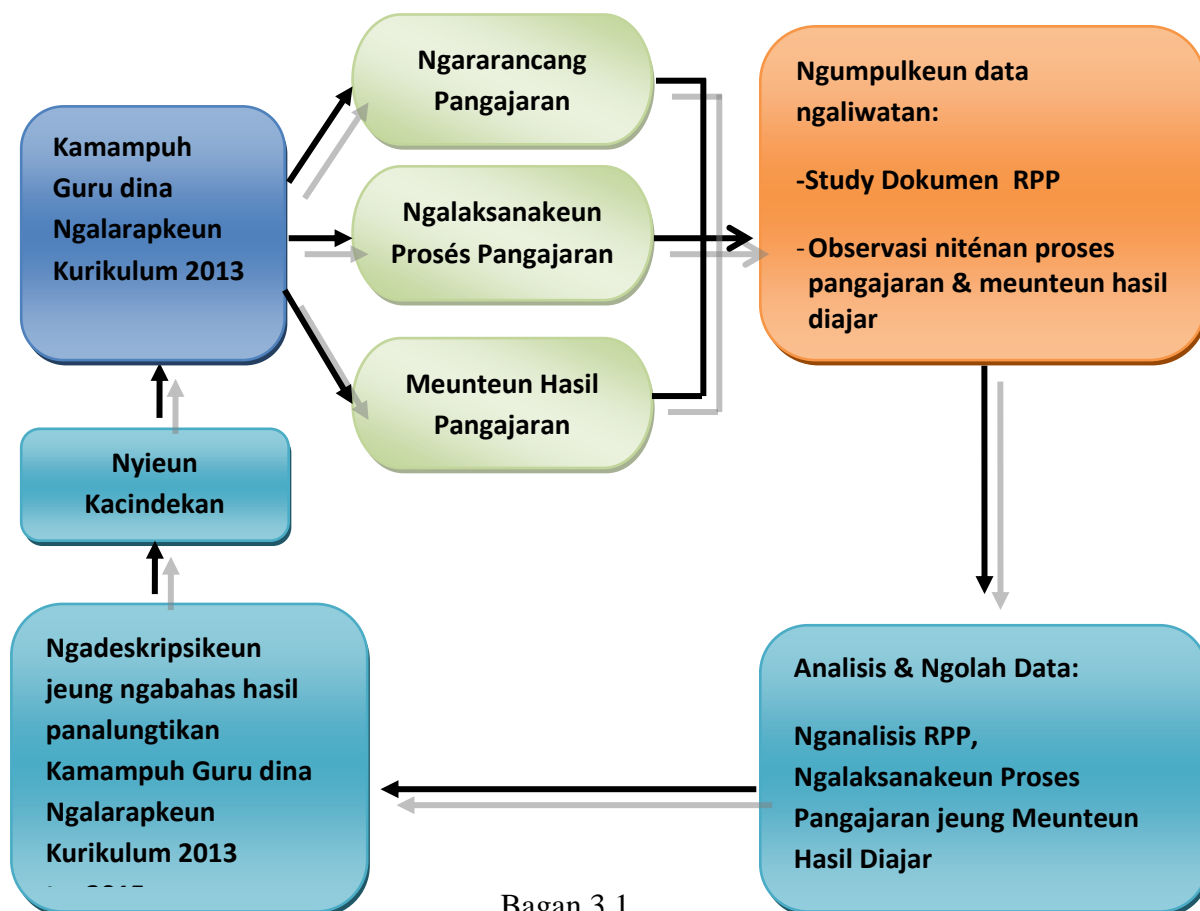 Kamampuh
Guru dina
Ngalarapkeun
Kurikulum 2013
Ngararancang
Pangajaran
Ngalaksanakeun
Prosés Pangajaran
Meunteun Hasil
Pangajaran
Ngumpulkeun data
ngaliwatan:
-Study Dokumen RPP
-Observasi niténan proses
pangajaran & meunteun hasil
diajar
Analisis & Ngolah Data:
Nganalisis RPP,
Ngalaksanakeun Proses
Pangajaran jeung Meunteun
Hasil Diajar
Ngadeskripsikeun
jeung ngabahas hasil
panalungtikan
Kamampuh Guru dina
Ngalarapkeun
Kurikulum 2013
Nyieun
Kacindekan
Bagan 3.1